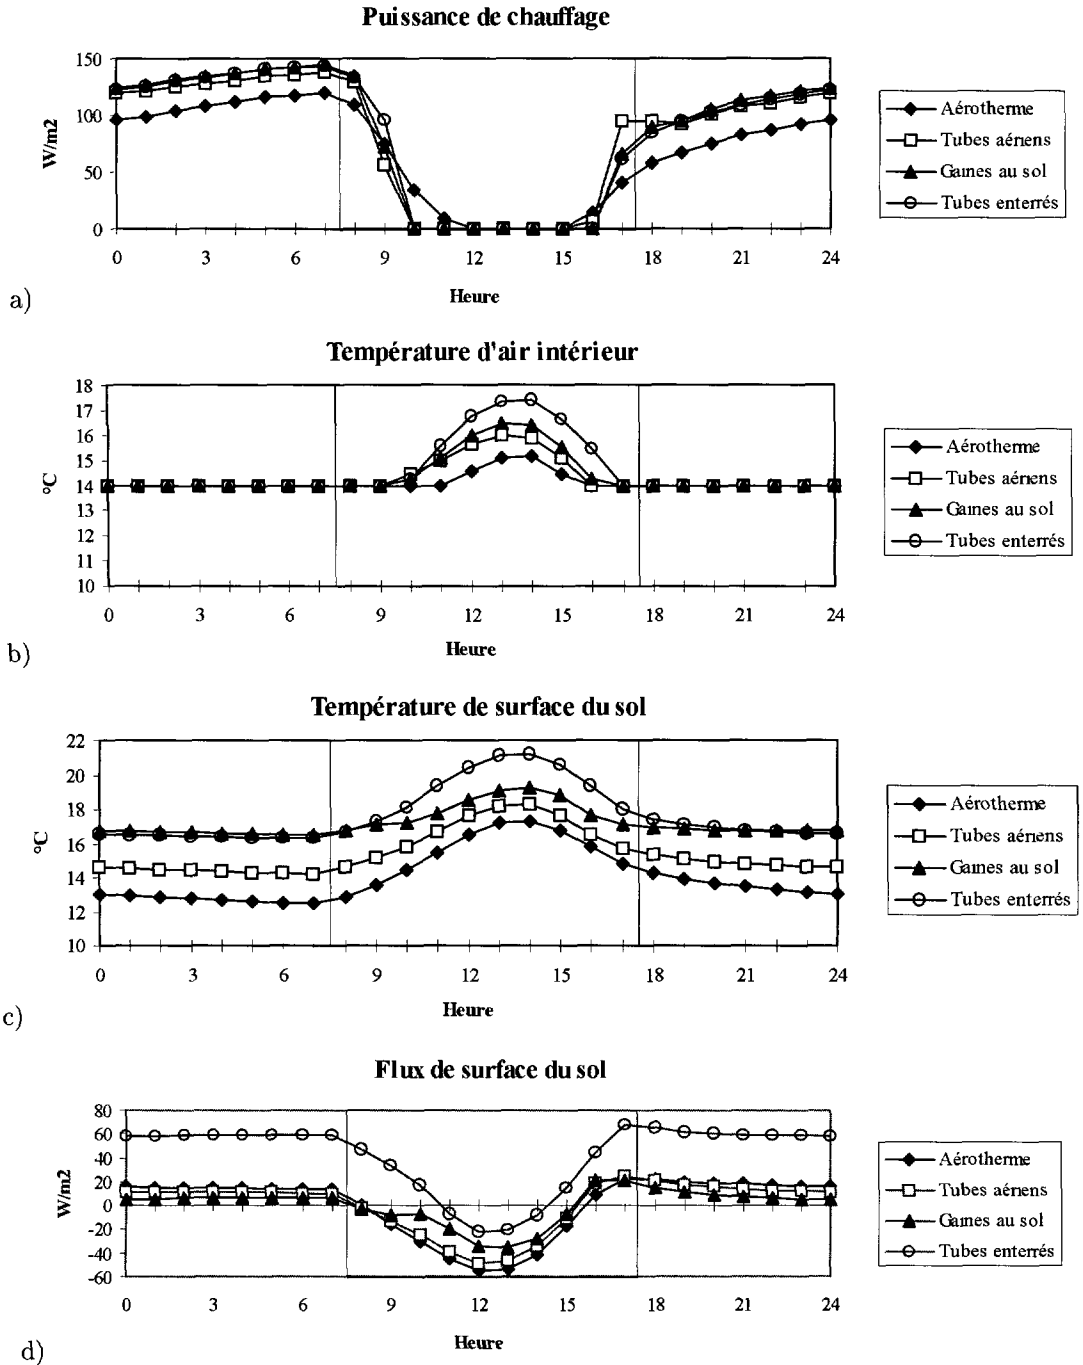 Puissance de chauffage
150
100
50
0
W/m2
0 3 6 9 12 15 18 21 24
Heure
Aérotherme
Tubes aériens
Gaines au sol
Tubes enterrés
a)
Température d'air intérieur
18
17
16
15
14
13
12
11
10
°C
0 3 6 9 12 15 18 21 24
Heure
Aérotherme
Tubes aériens
Gaines au sol
Tubes enterrés
b)
Température de surface du sol
22
20
18
16
14
12
10
°C
0 3 6 9 12 15 18 21 24
Heure
Aérotherme
Tubes aériens
Gaines au sol
Tubes enterrés
c)
Flux de surface du sol
80
60
40
20
0
-20
-40
-60
W/m2
0 3 6 9 12 15 18 21 24
Heure
Aérotherme
Tubes aériens
Gaines au sol
Tubes enterrés
d)